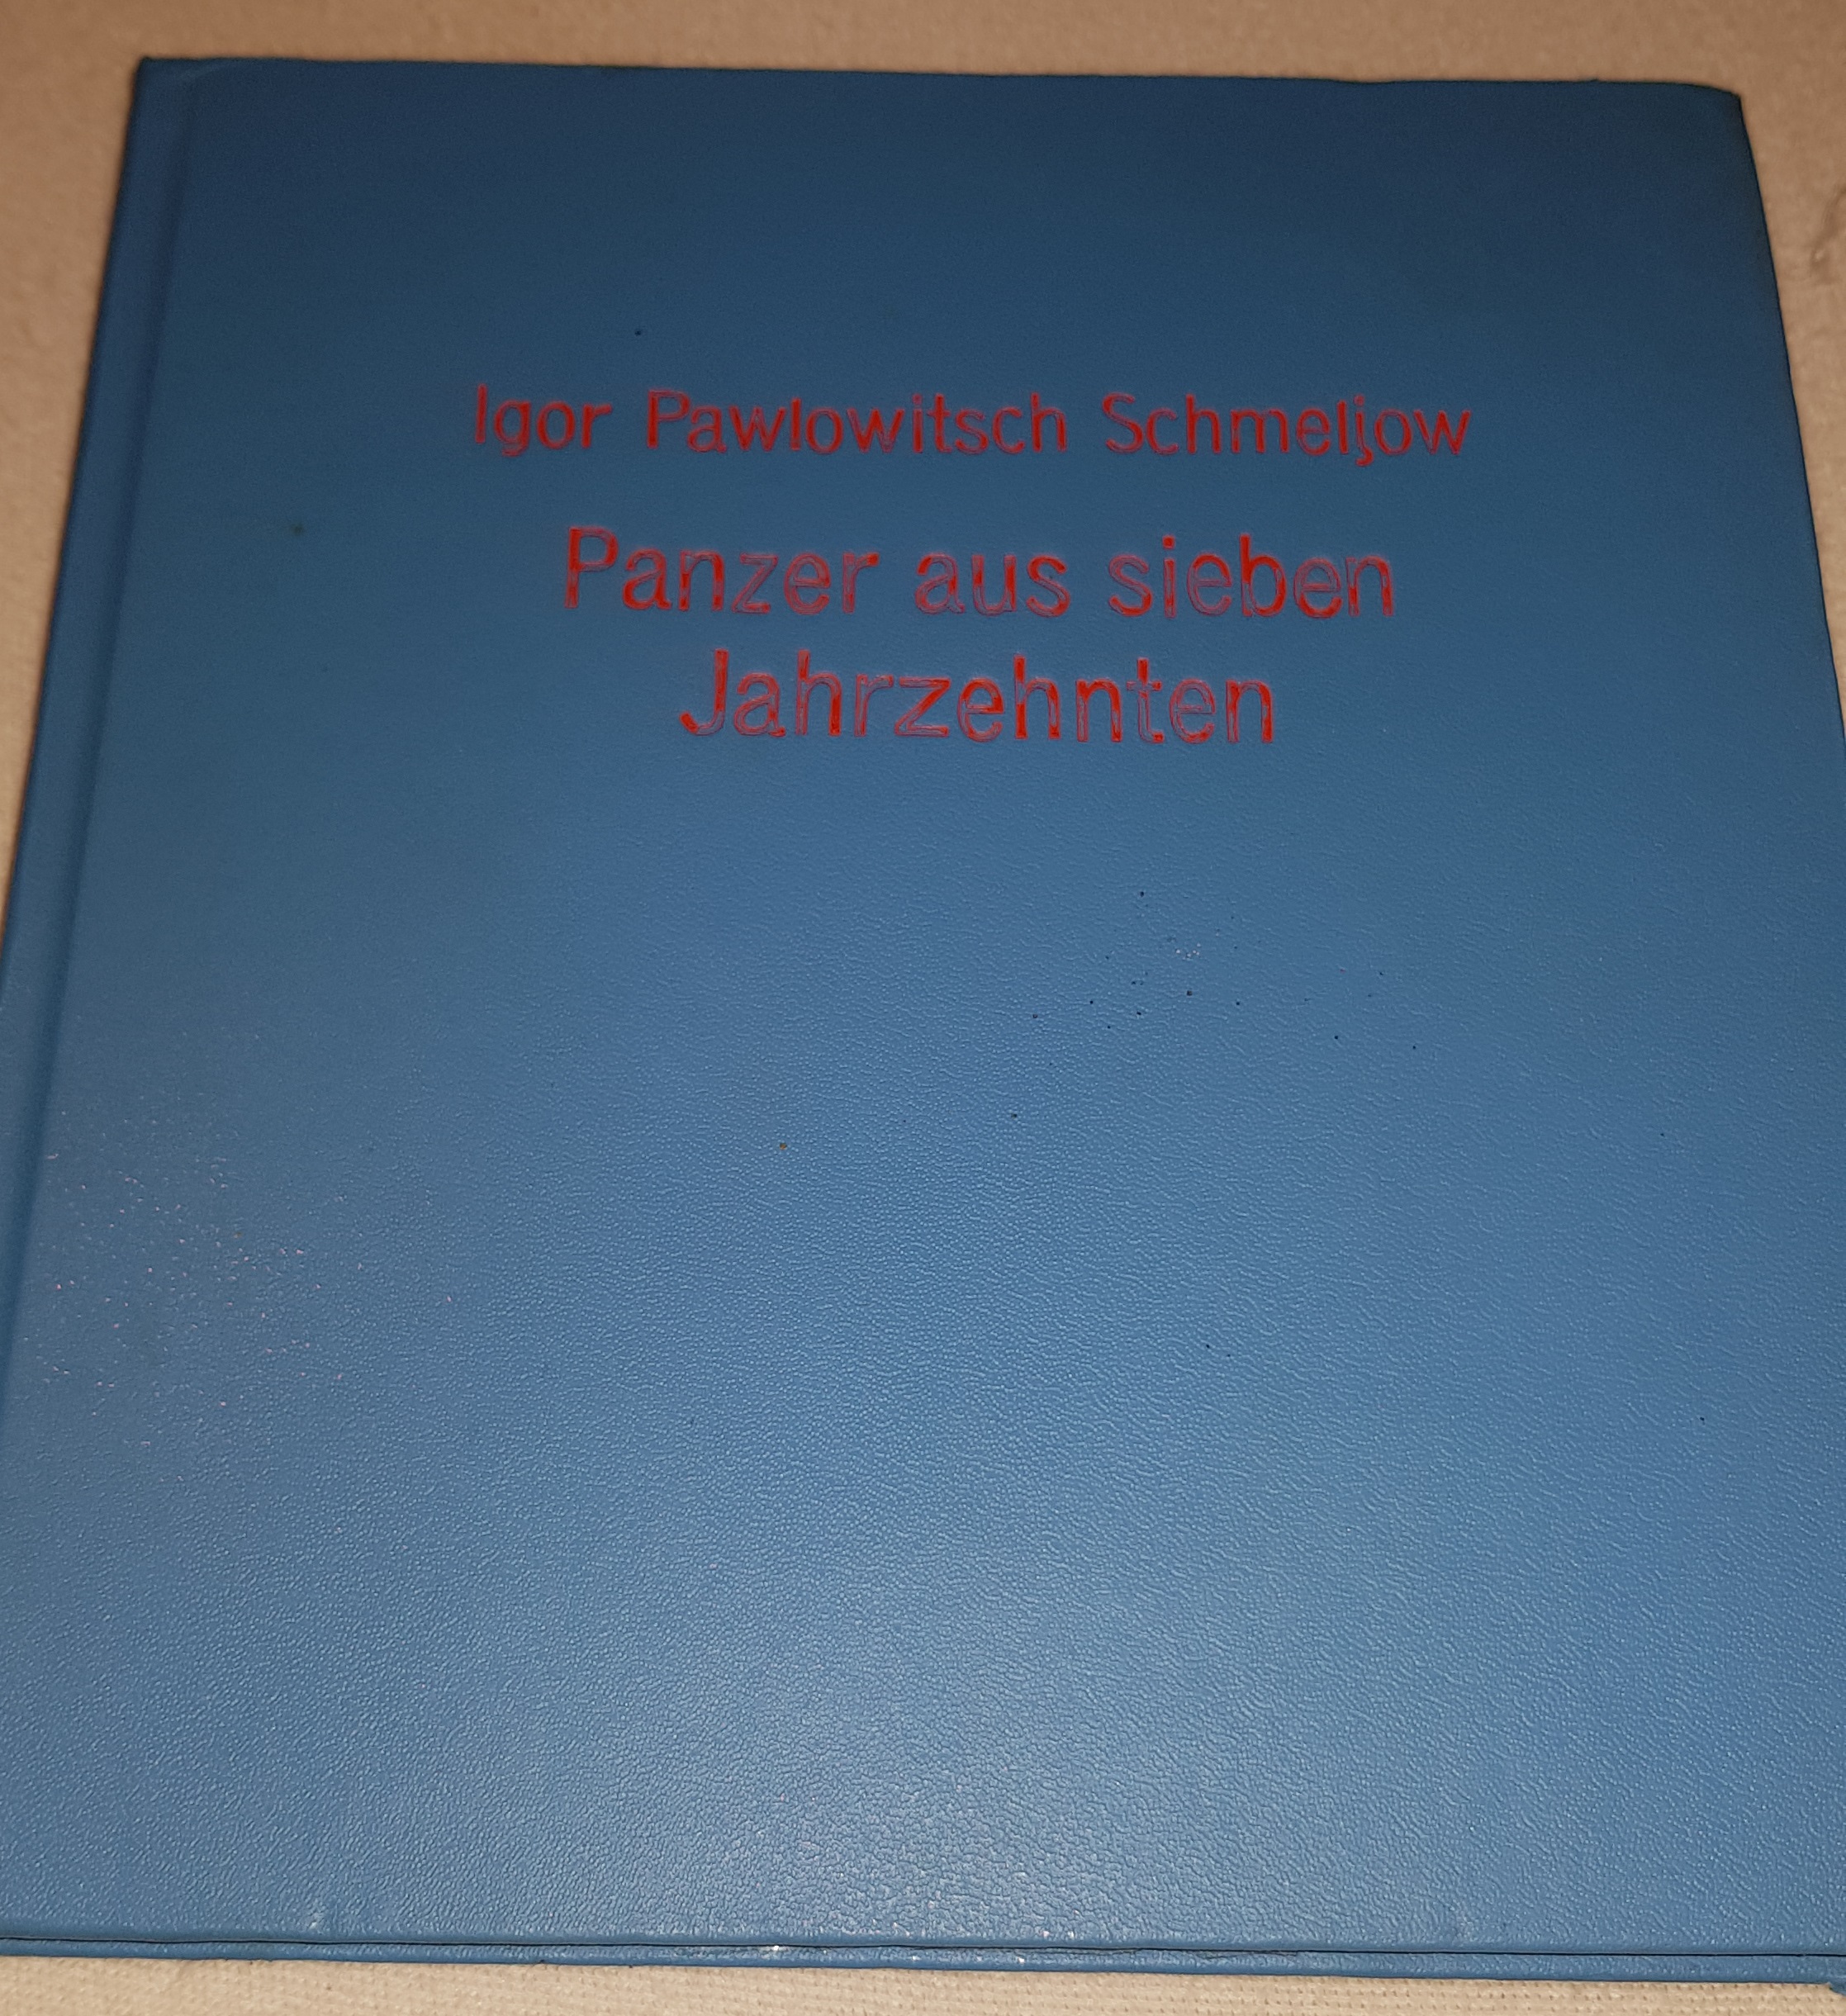 Igor Pawlowitsch Schmeljow
Panzer aus sieben
Jahrzehnten